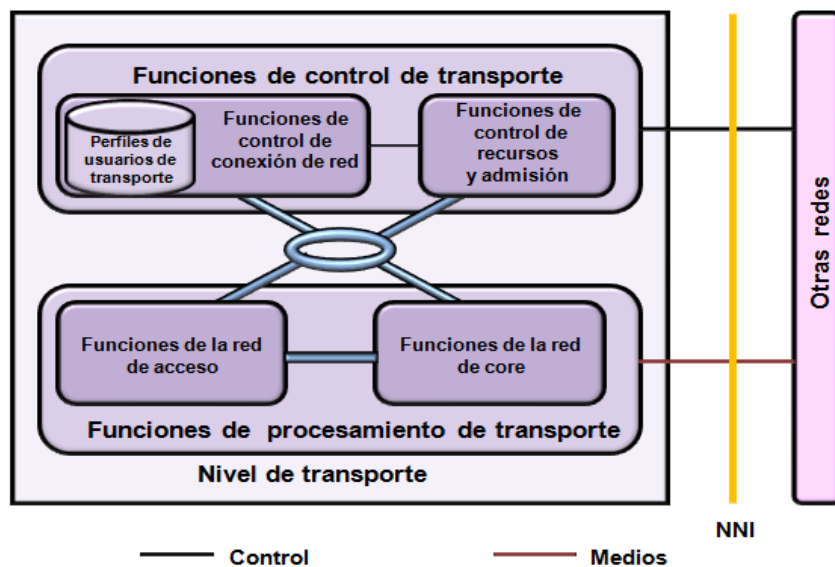 Funciones de control de transporte
Perfiles de
usuarios de
transporte
Funciones de
control de
conexión de red
Funciones de
control de
recursos
y admisión
Otras redes
Funciones de la red
de acceso
Funciones de la red
de core
Funciones de procesamiento de transporte
Nivel de transporte
NNI
Control
Medios